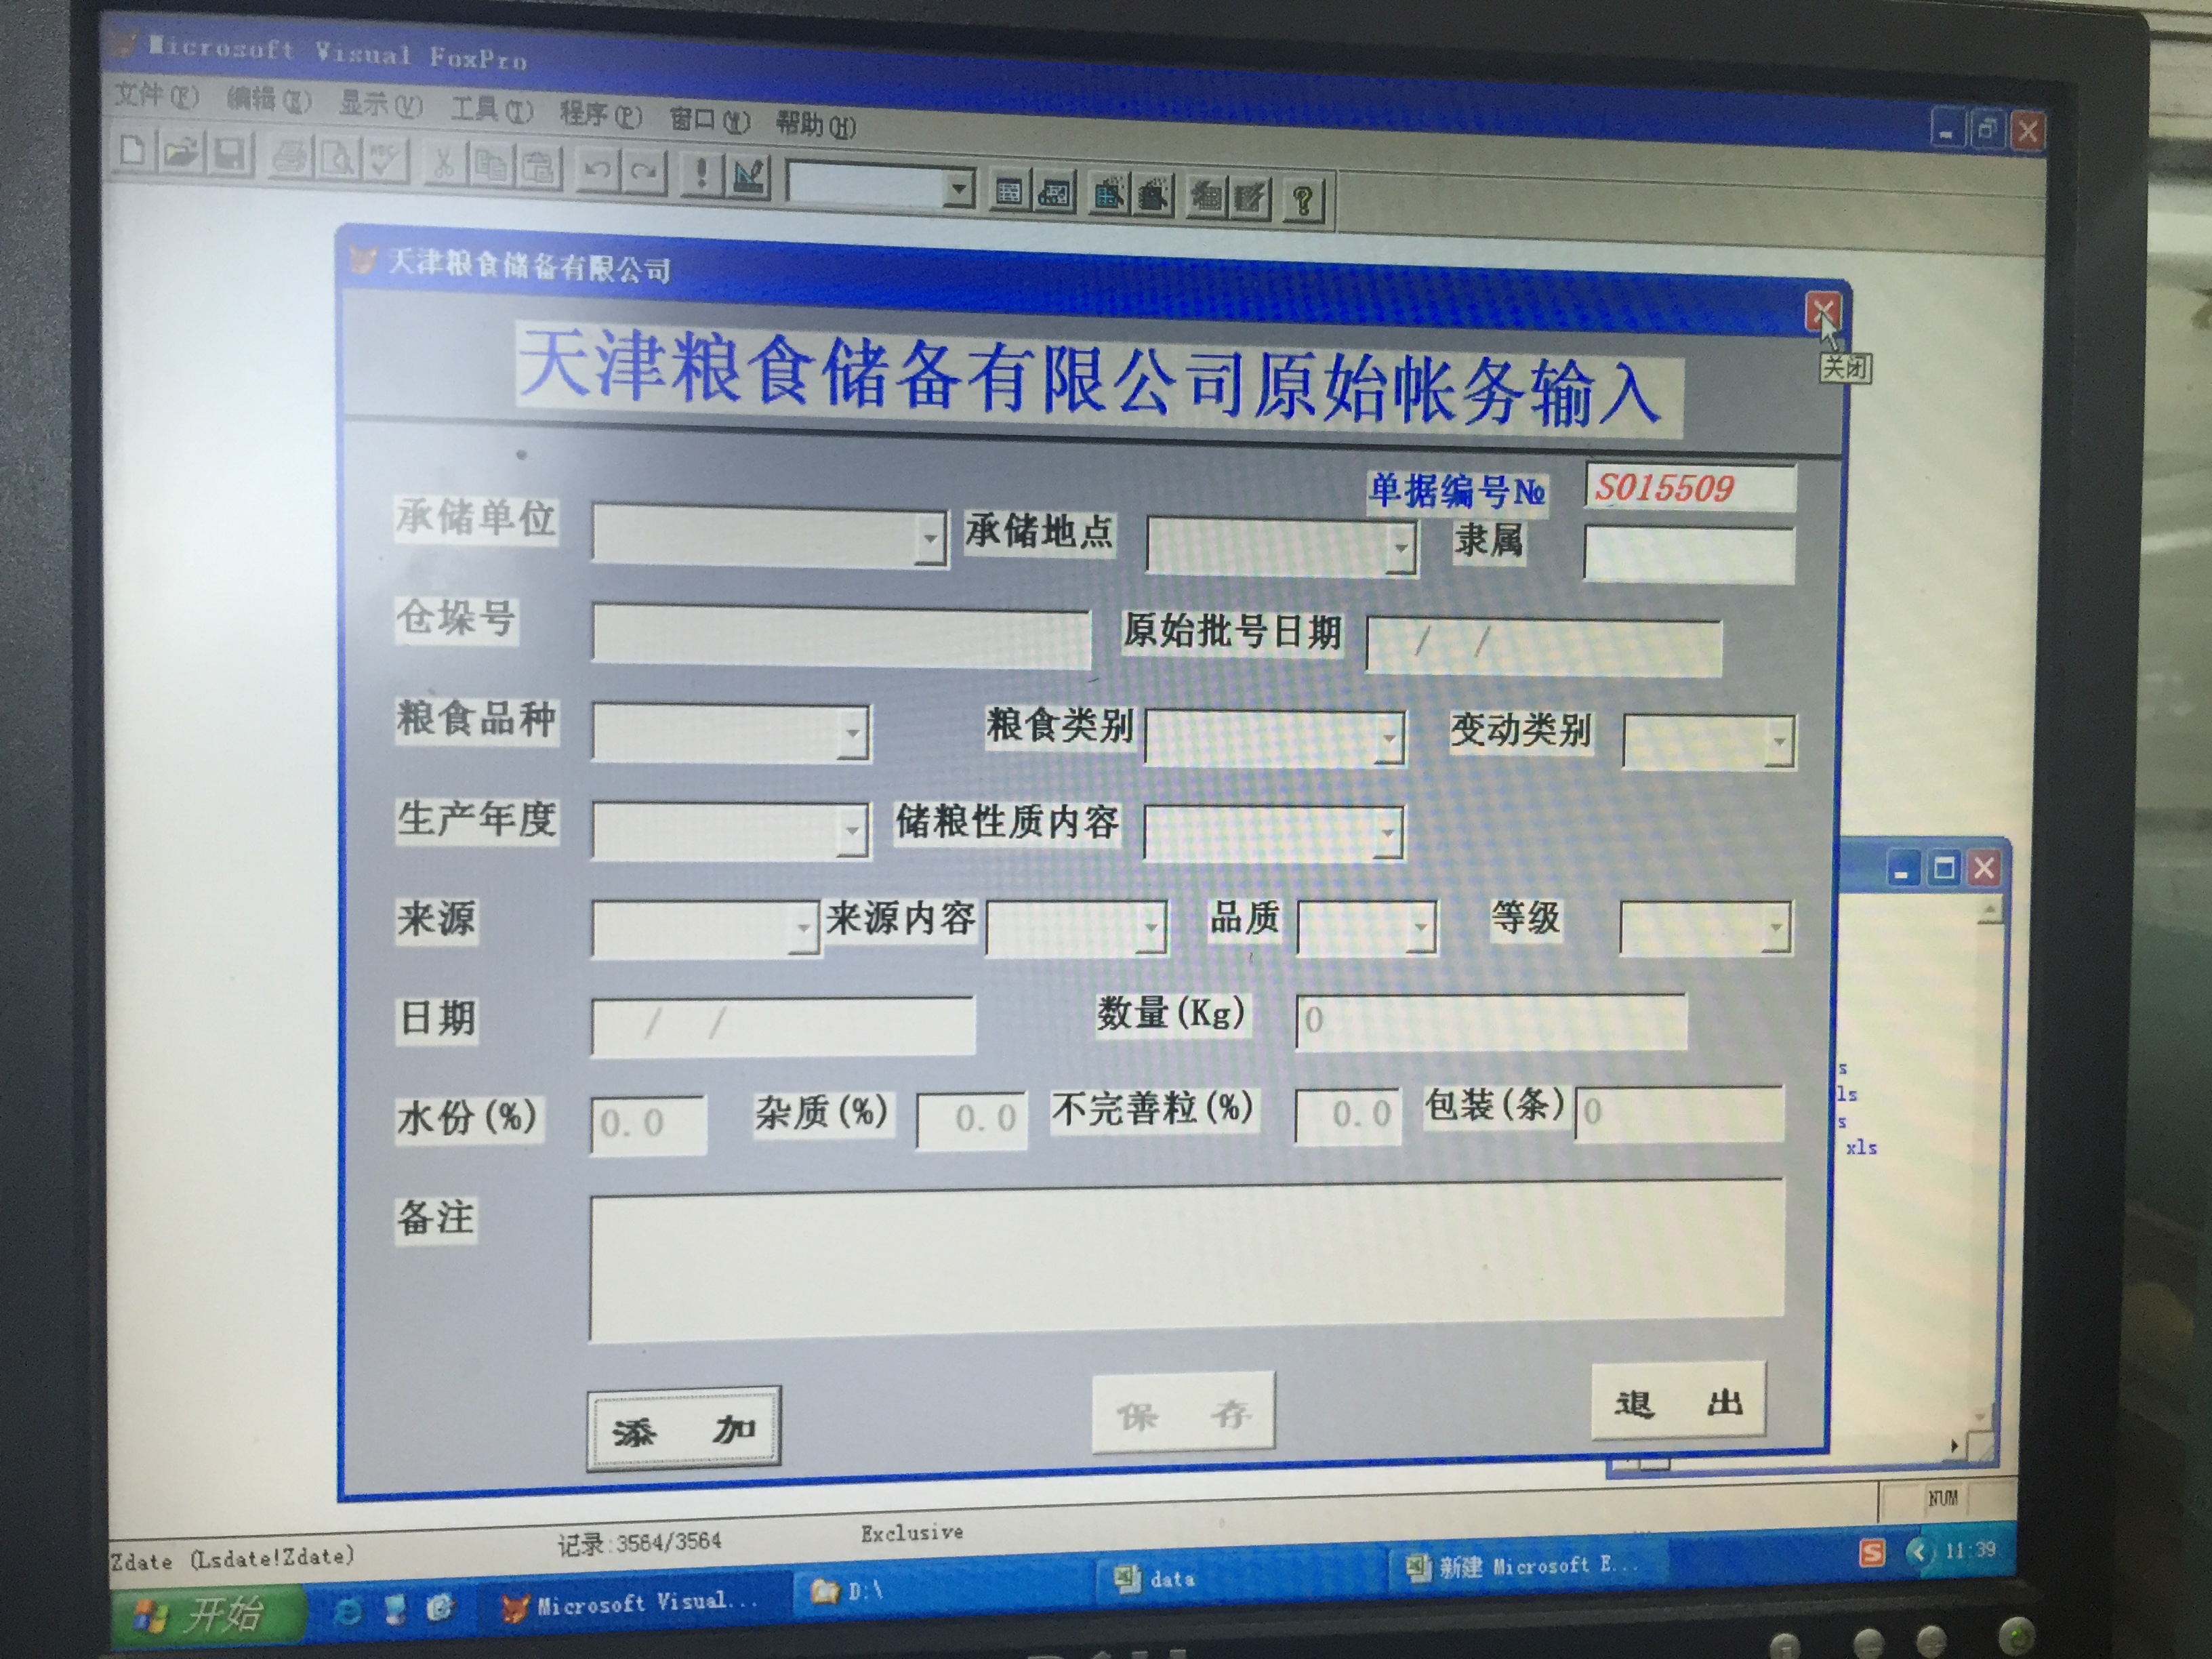 Microsoft Visual FoxPro
文件(F) 编辑(E) 显示(V) 工具(T) 程序(P) 窗口(W) 帮助(H)
天津粮食储备有限公司
关闭
天津粮食储备有限公司原始帐务输入
单据编号№ S015509
承储单位 承储地点 隶属
仓垛号 原始批号日期 / /
粮食品种 粮食类别 变动类别
生产年度 储粮性质内容
来源 来源内容 品质 等级
日期 / / 数量(Kg) 0
水份(%) 0.0 杂质(%) 0.0 不完善粒(%) 0.0 包装(条) 0
s
ls
s
xls
备注
添 加 保 存 退 出
NUM
Zdate (Lsdate!Zdate) 记录:3564/3564 Exclusive
开始 Microsoft Visual... D:\ data 新建 Microsoft E... 11:39